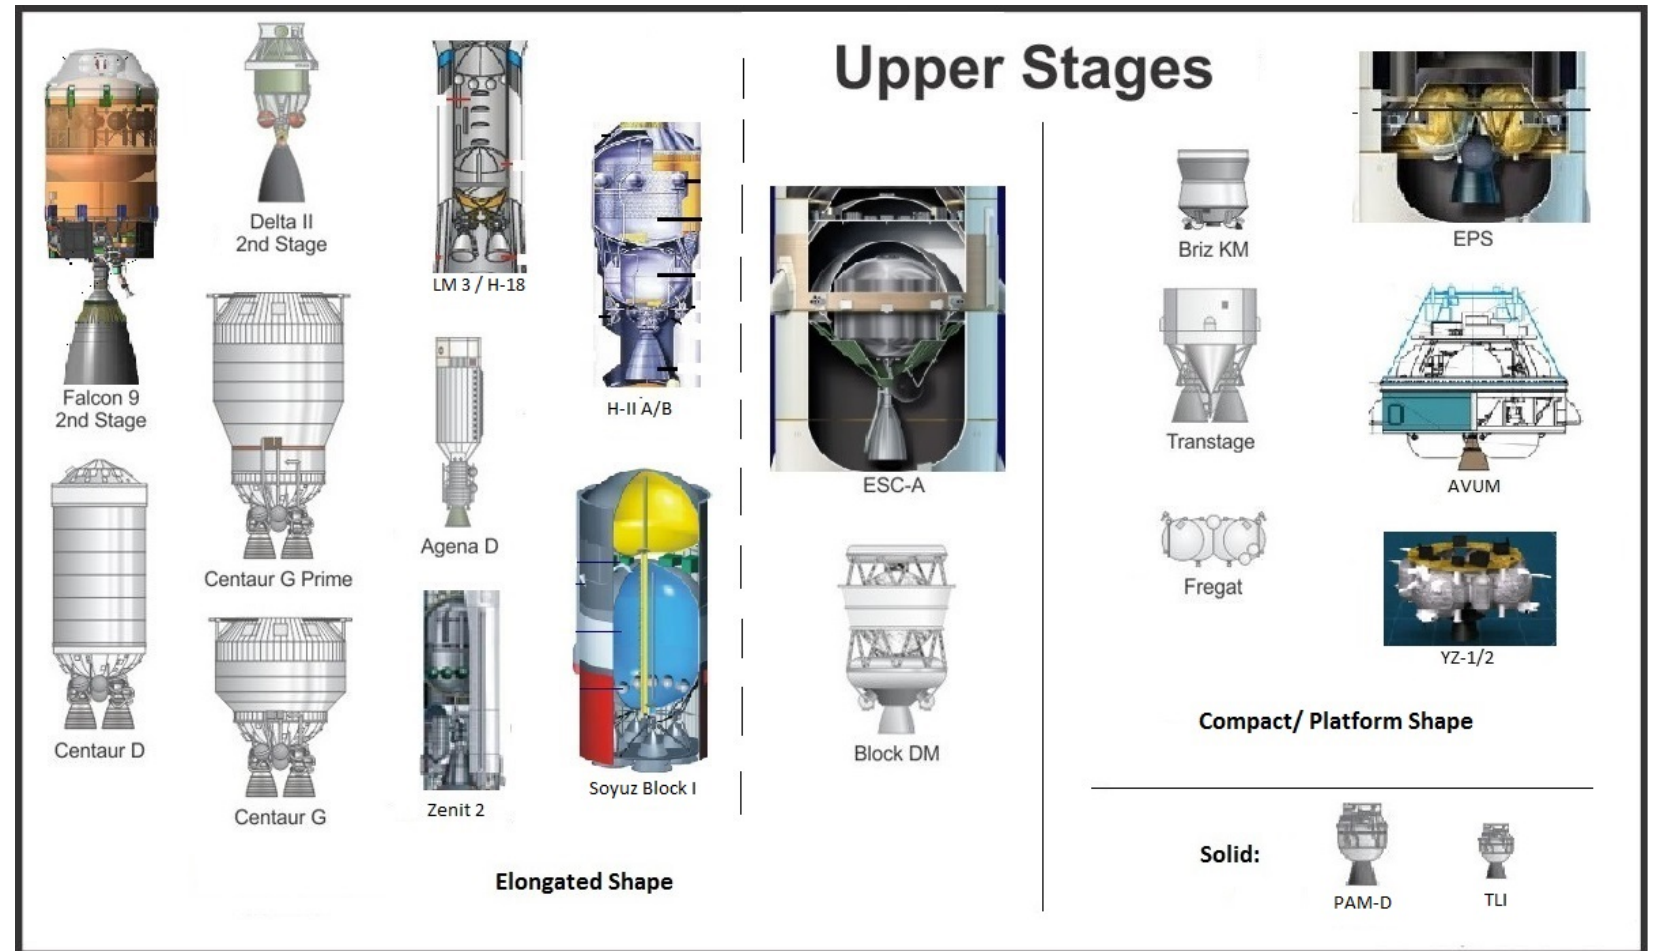 Upper Stages
Falcon 9
2nd Stage
Delta II
2nd Stage
LM 3 / H-18
H-II A/B
Centaur G Prime
Agena D
Centaur D
Centaur G
Zenit 2
Soyuz Block I
Elongated Shape
ESC-A
Block DM
Briz KM
EPS
Transtage
AVUM
Fregat
YZ-1/2
Compact/ Platform Shape
Solid:
PAM-D
TLI